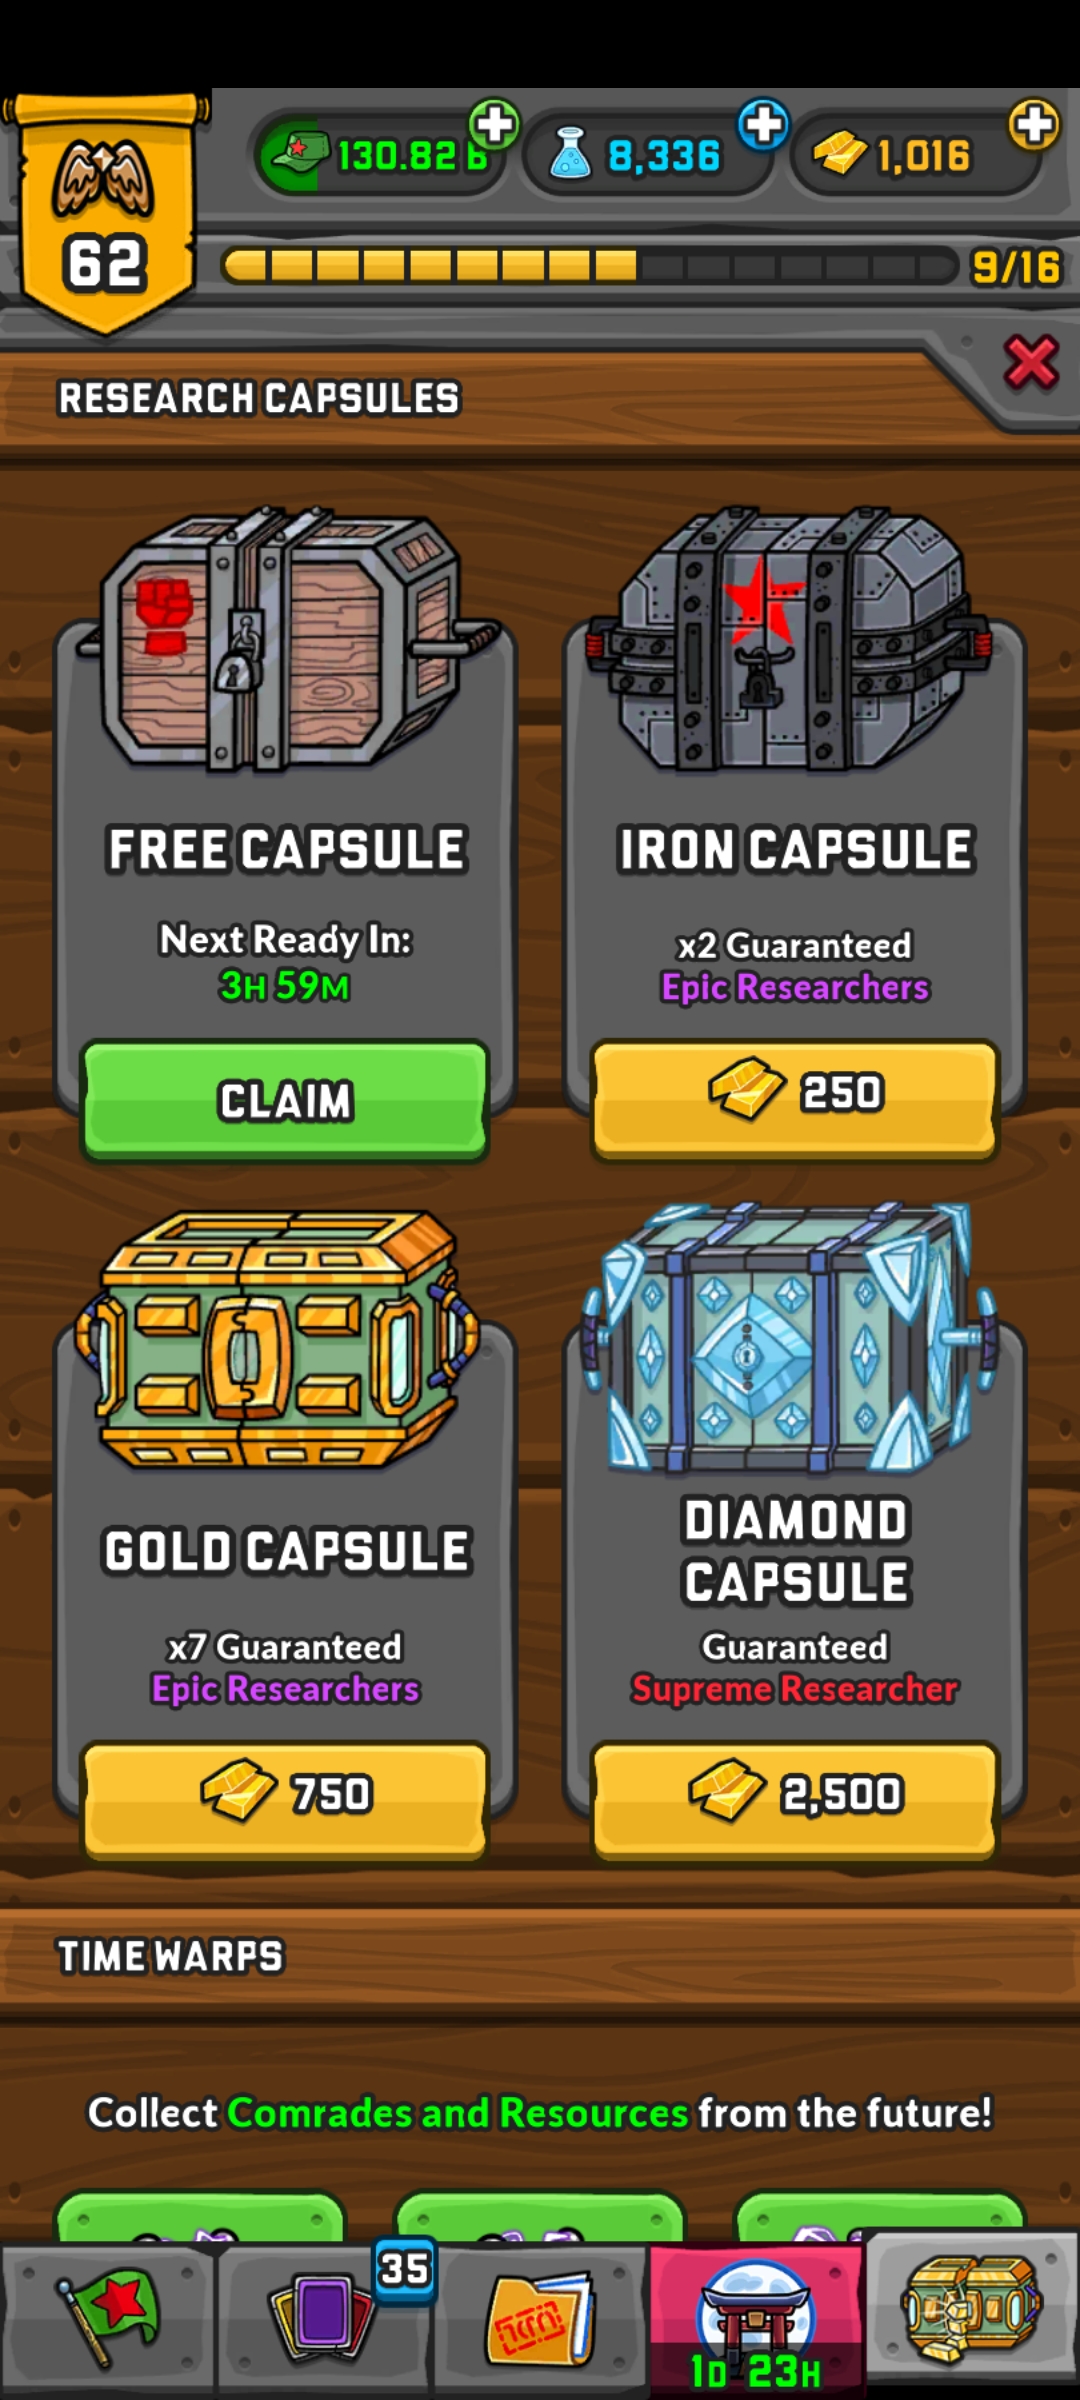 130.82 B
8,336
1,016
62
9/16
RESEARCH CAPSULES
FREE CAPSULE
Next Ready In:
3H 59M
CLAIM
IRON CAPSULE
x2 Guaranteed
Epic Researchers
250
GOLD CAPSULE
x7 Guaranteed
Epic Researchers
750
DIAMOND
CAPSULE
Guaranteed
Supreme Researcher
2,500
TIME WARPS
Collect Comrades and Resources from the future!
35
1D 23H